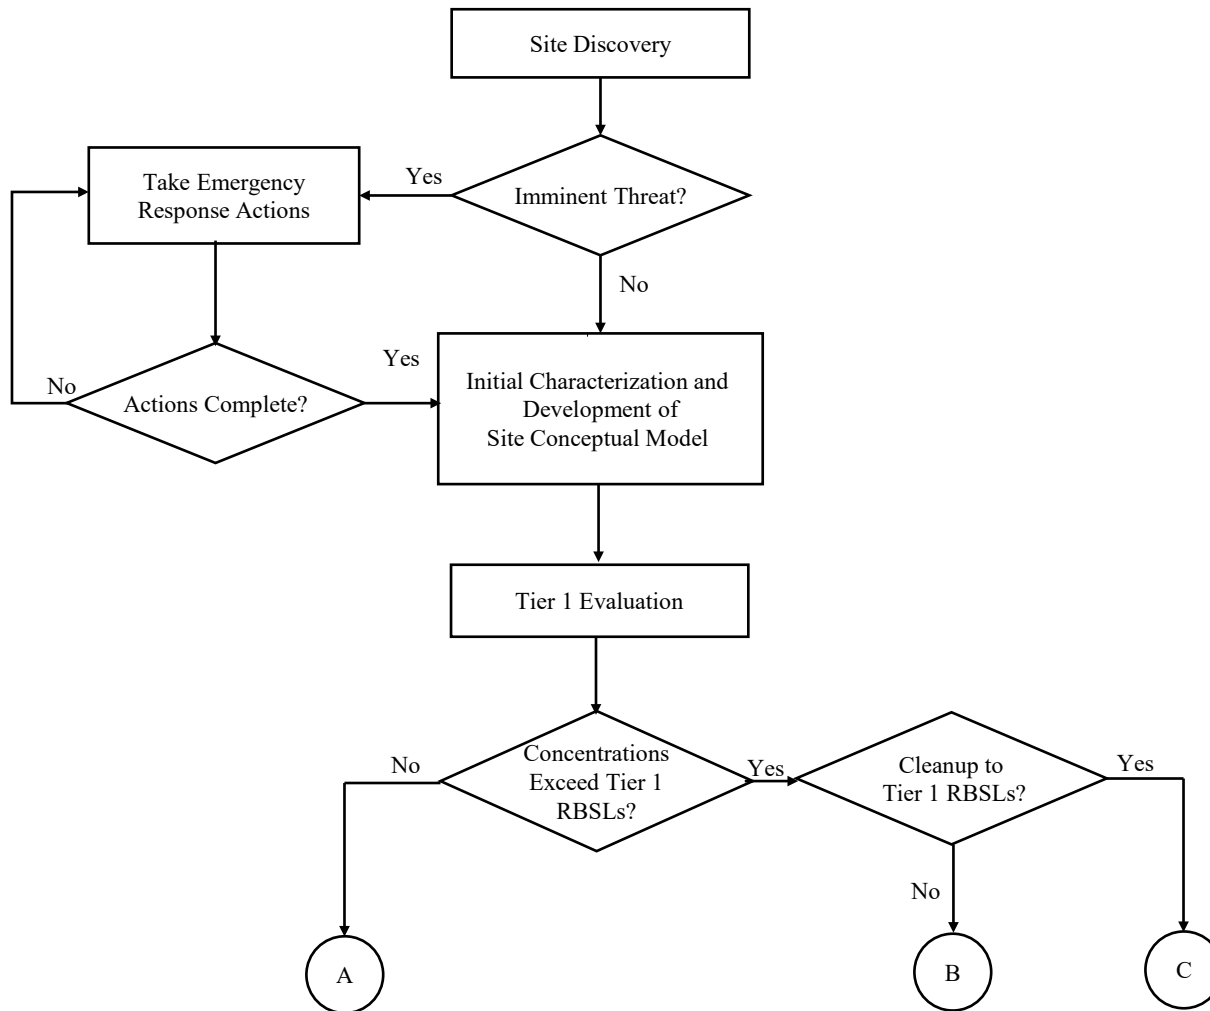 Site Discovery
Yes
Take Emergency
Response Actions
Imminent Threat?
No
Yes
No
Actions Complete?
Initial Characterization and
Development of
Site Conceptual Model
Tier 1 Evaluation
No
Concentrations
Exceed Tier 1
RBSLs?
Yes
Cleanup to
Tier 1 RBSLs?
Yes
No
A
B
C